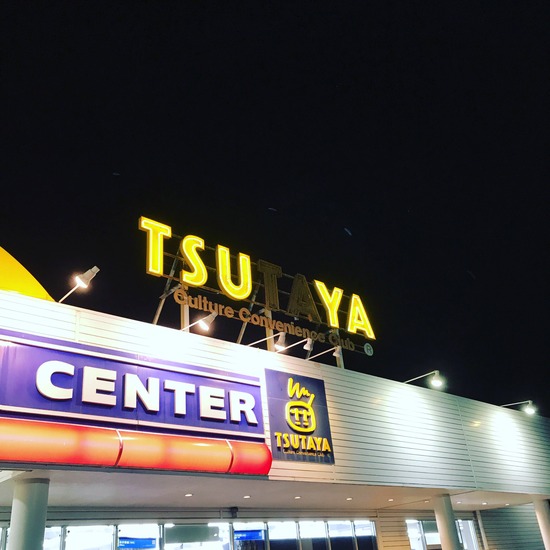 TSUTAYA
Culture Convenience Club
CENTER
TSUTAYA